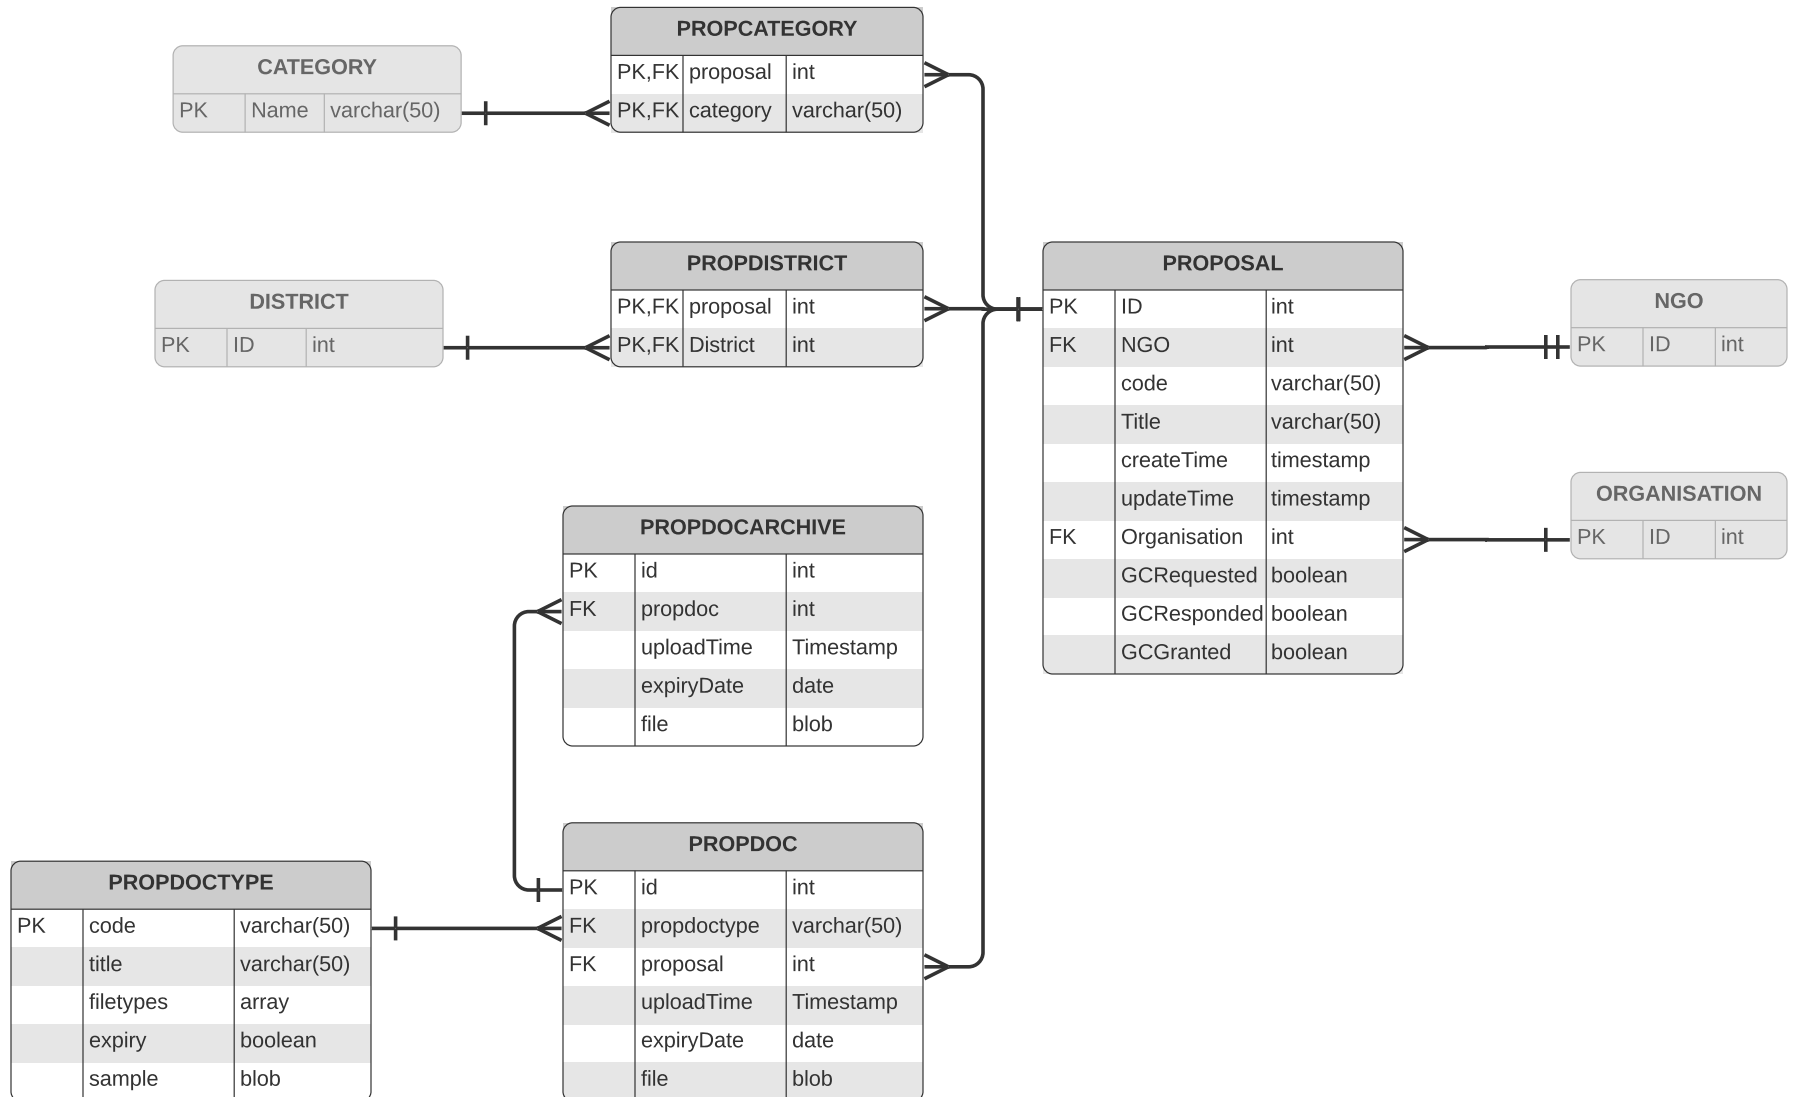 PROPCATEGORY
PK,FK proposal int
PK,FK category varchar(50)
CATEGORY
PK Name varchar(50)
PROPDISTRICT
PK,FK proposal int
PK,FK District int
DISTRICT
PK ID int
PROPOSAL
PK ID int
FK NGO int
code varchar(50)
Title varchar(50)
createTime timestamp
updateTime timestamp
FK Organisation int
GCRequested boolean
GCResponded boolean
GCGranted boolean
NGO
PK ID int
ORGANISATION
PK ID int
PROPDOCARCHIVE
PK id int
FK propdoc int
uploadTime Timestamp
expiryDate date
file blob
PROPDOC
PK id int
FK propdoctype varchar(50)
FK proposal int
uploadTime Timestamp
expiryDate date
file blob
PROPDOCTYPE
PK code varchar(50)
title varchar(50)
filetypes array
expiry boolean
sample blob